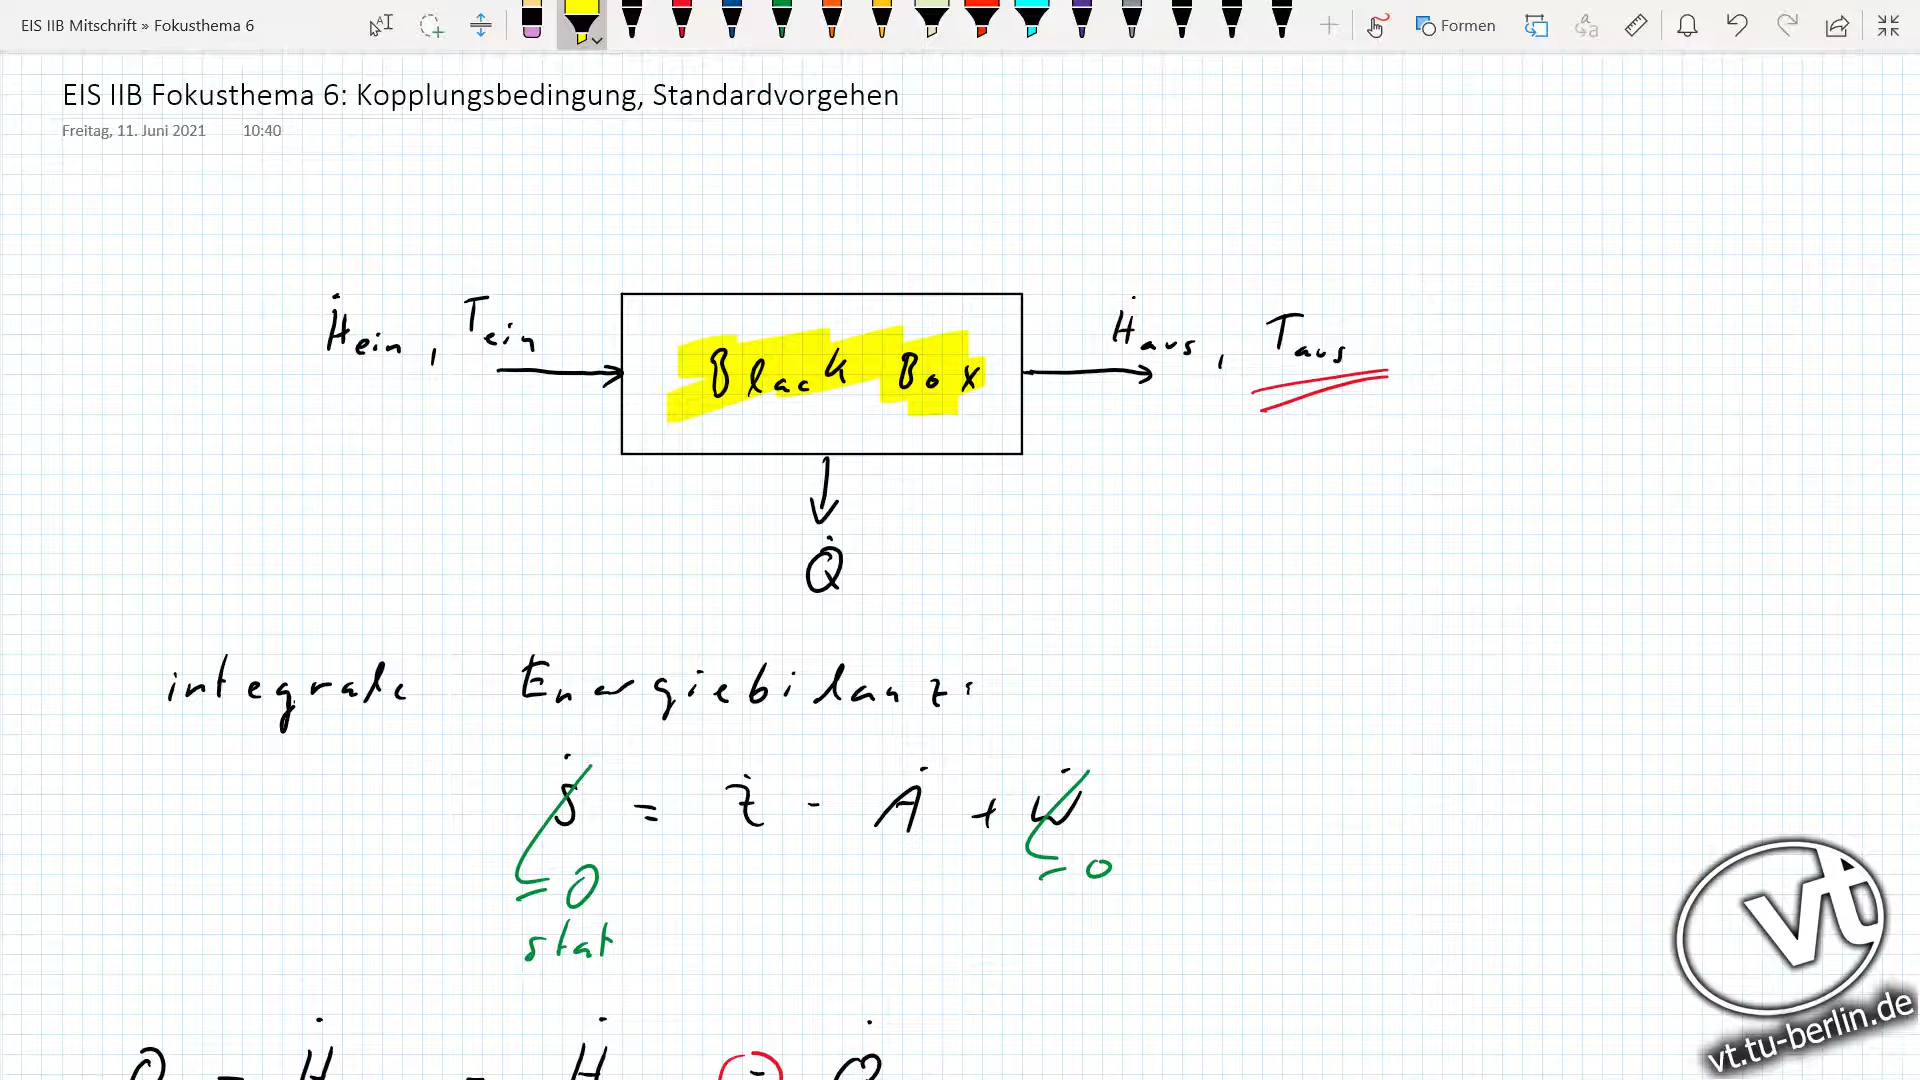 EIS IIB Mitschrift » Fokusthema 6
Formen
EIS IIB Fokusthema 6: Kopplungsbedingung, Standardvorgehen
Freitag, 11. Juni 2021 10:40
Ḣein, Tein
Black Box
Ḣaus, Taus
Q̇
integrale Energiebilanz:
Ṡ = Ż - Ȧ + Ẇ
= 0
= 0
stat
0 = Ḣ - Ḣ - Q̇
vt
vt.tu-berlin.de